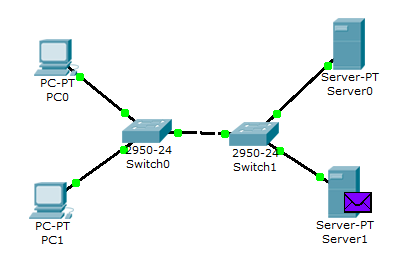 PC-PT
PC0
Server-PT
Server0
2950-24
Switch0
2950-24
Switch1
PC-PT
PC1
Server-PT
Server1